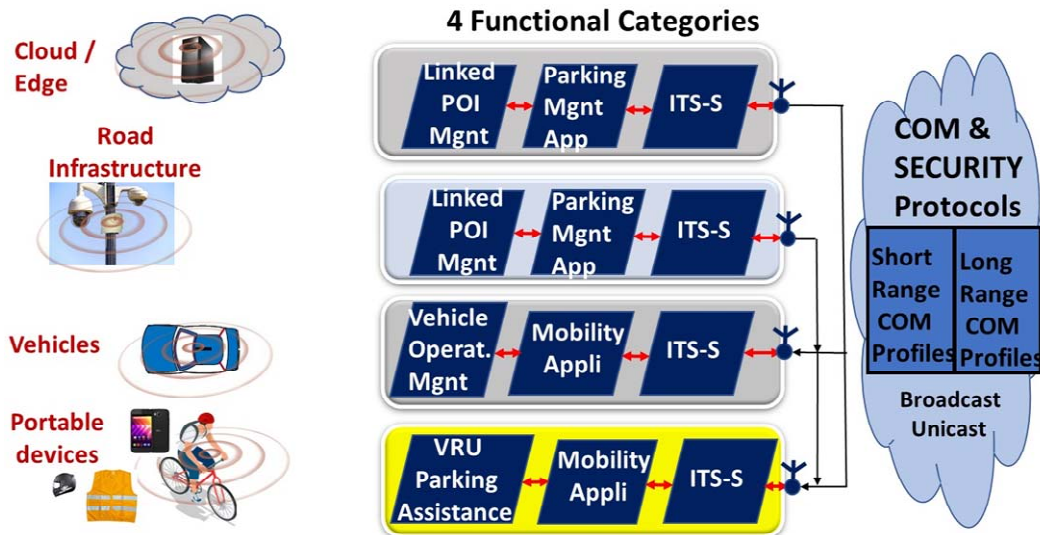 4 Functional Categories
Cloud /
Edge
Linked
POI
Mgnt
Parking
Mgnt
App
ITS-S
Road
Infrastructure
Linked
POI
Mgnt
Parking
Mgnt
App
ITS-S
Vehicles
Vehicle
Operat.
Mgnt
Mobility
Appli
ITS-S
Portable
devices
VRU
Parking
Assistance
Mobility
Appli
ITS-S
COM &
SECURITY
Protocols
Short
Range
COM
Profiles
Long
Range
COM
Profiles
Broadcast
Unicast